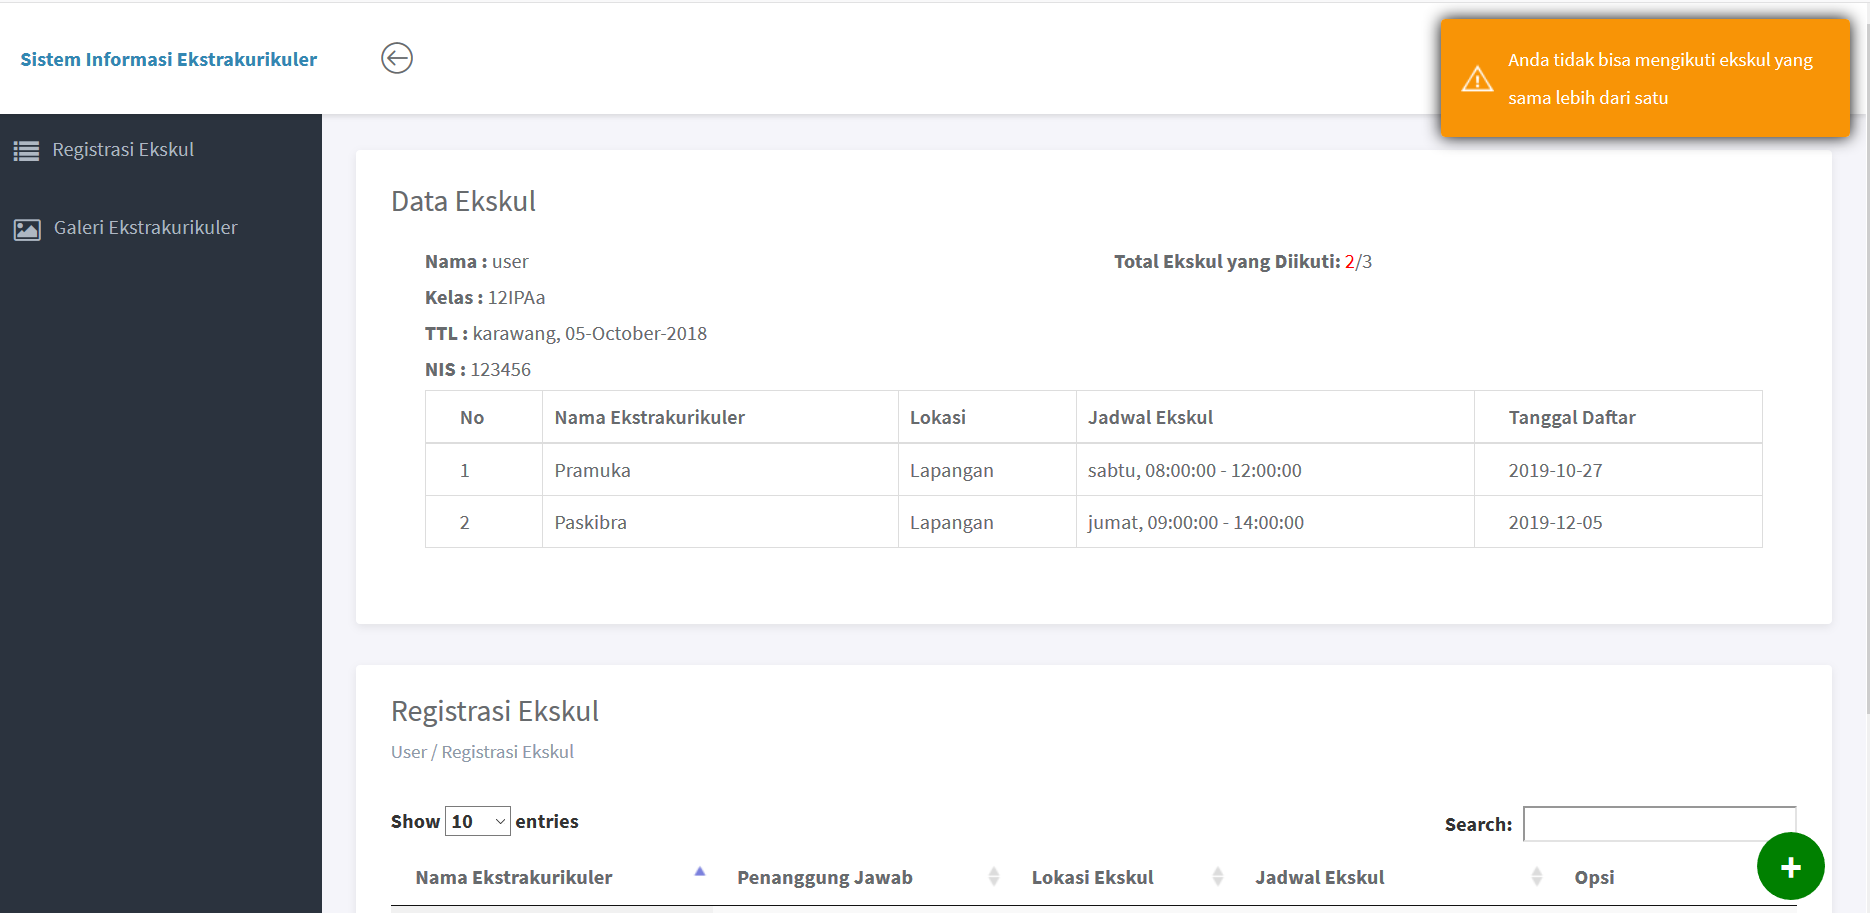 Sistem Informasi Ekstrakurikuler
Anda tidak bisa mengikuti ekskul yang
sama lebih dari satu
Registrasi Ekskul
Galeri Ekstrakurikuler
Data Ekskul
Nama : user
Total Ekskul yang Diikuti: 2/3
Kelas : 12IPAa
TTL : karawang, 05-October-2018
NIS : 123456
No Nama Ekstrakurikuler Lokasi Jadwal Ekskul Tanggal Daftar
1 Pramuka Lapangan sabtu, 08:00:00 - 12:00:00 2019-10-27
2 Paskibra Lapangan jumat, 09:00:00 - 14:00:00 2019-12-05
Registrasi Ekskul
User / Registrasi Ekskul
Show 10 entries
Search:
Nama Ekstrakurikuler Penanggung Jawab Lokasi Ekskul Jadwal Ekskul Opsi
+